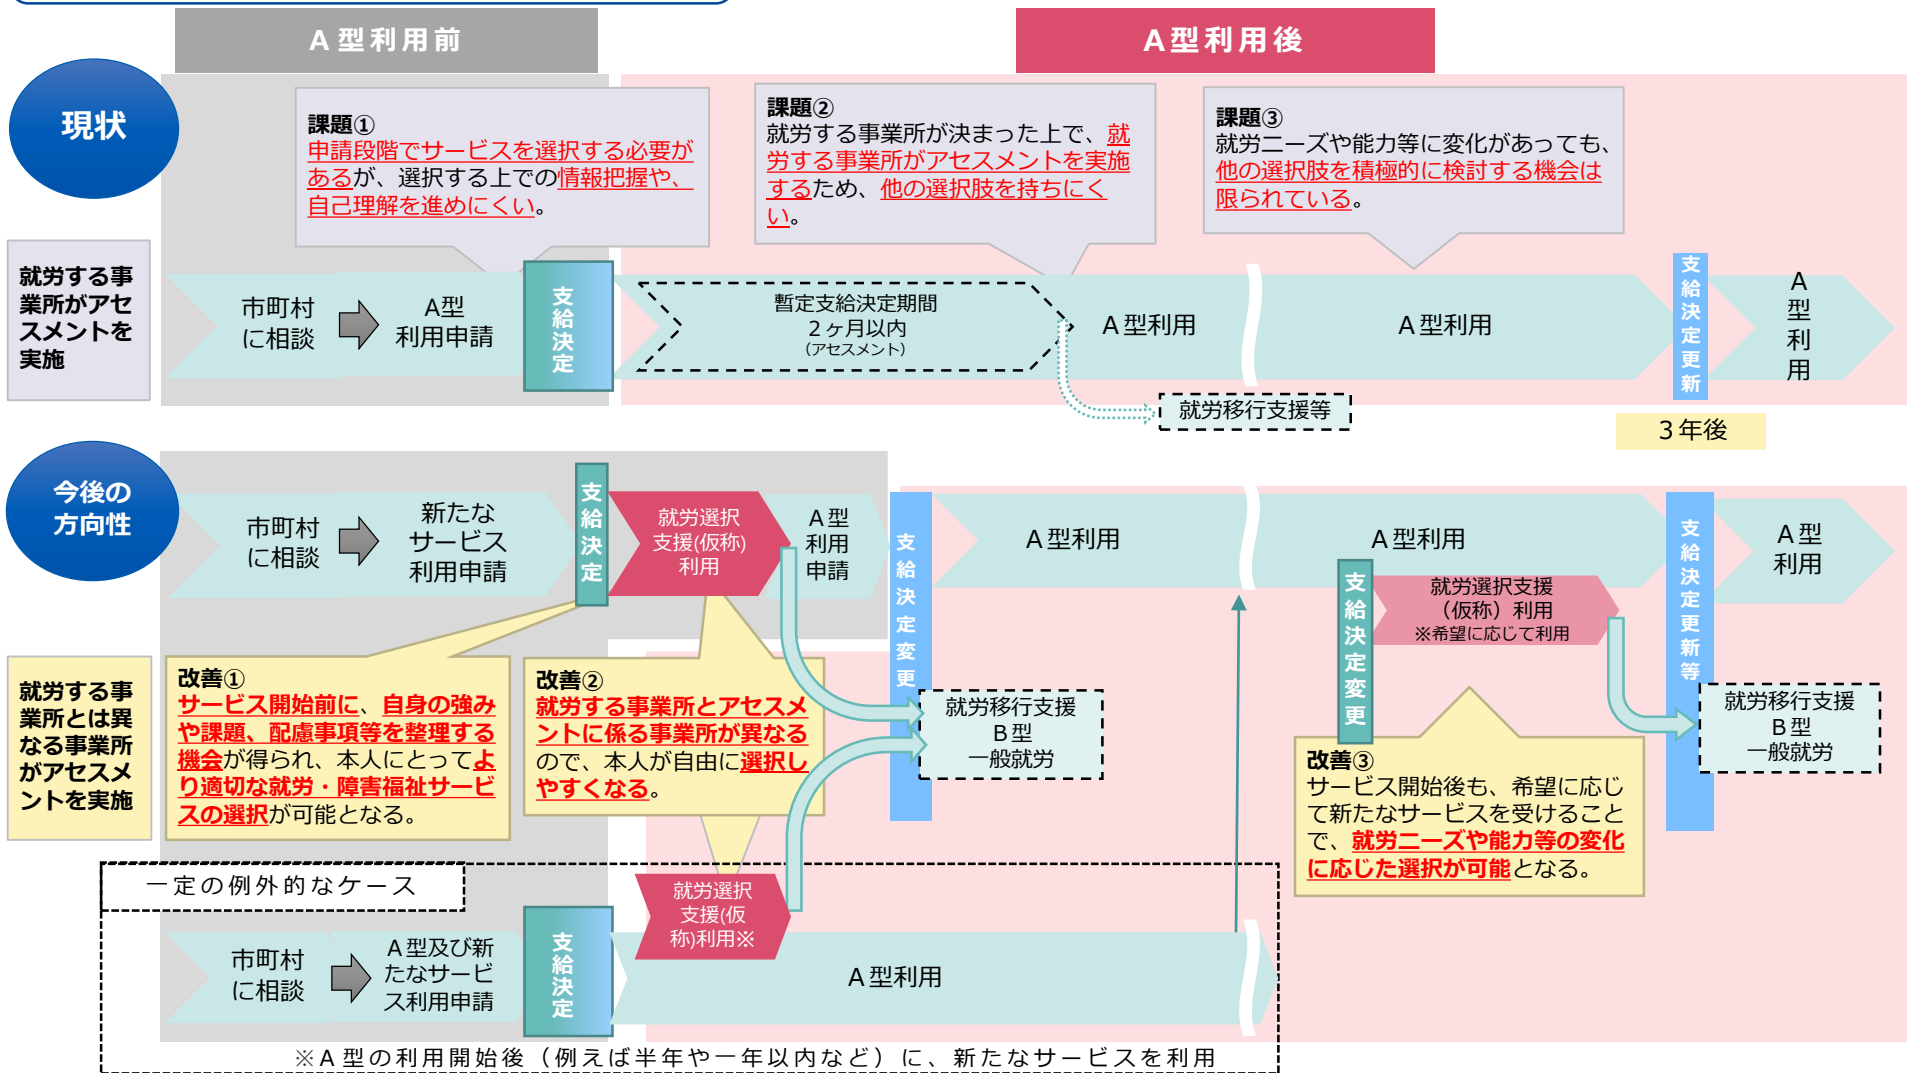 A型利用前
A型利用後
現状
課題①
申請段階でサービスを選択する必要が
あるが、選択する上での情報把握や、
自己理解を進めにくい。
課題②
就労する事業所が決まった上で、就
労する事業所がアセスメントを実施
するため、他の選択肢を持ちにく
い。
課題③
就労ニーズや能力等に変化があっても、
他の選択肢を積極的に検討する機会は
限られている。
就労する事
業所がアセ
スメントを
実施
市町村
に相談
A型
利用申請
支給決定
暫定支給決定期間
2ヶ月以内
（アセスメント）
A型利用
A型利用
支給決定更新
A型利用
就労移行支援等
3年後
今後の
方向性
市町村
に相談
新たな
サービス
利用申請
支給決定
就労選択
支援(仮称)
利用
A型
利用
申請
支給決定変更
A型利用
A型利用
支給決定変更
就労選択支援
（仮称）利用
※希望に応じて利用
支給決定更新等
A型
利用
就労する事
業所とは異
なる事業所
がアセスメ
ントを実施
改善①
サービス開始前に、自身の強み
や課題、配慮事項等を整理する
機会が得られ、本人にとってよ
り適切な就労・障害福祉サービ
スの選択が可能となる。
改善②
就労する事業所とアセスメ
ントに係る事業所が異なる
ので、本人が自由に選択し
やすくなる。
就労移行支援
B型
一般就労
改善③
サービス開始後も、希望に応じ
て新たなサービスを受けること
で、就労ニーズや能力等の変化
に応じた選択が可能となる。
就労移行支援
B型
一般就労
一定の例外的なケース
市町村
に相談
A型及び新
たなサービ
ス利用申請
支給決定
就労選択
支援(仮
称)利用※
A型利用
※A型の利用開始後（例えば半年や一年以内など）に、新たなサービスを利用